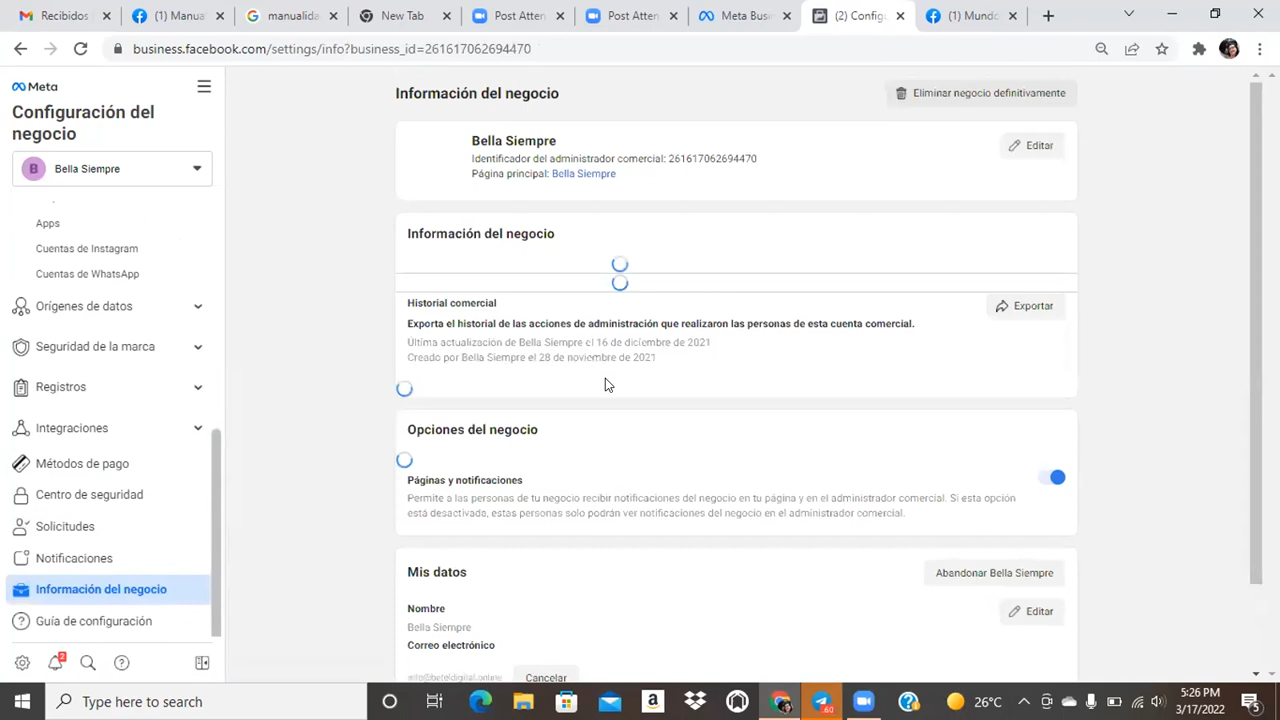 Recibidos
(1) Manua
manualida
New Tab
Post Atten
Post Atten
Meta Busi
(2) Config
(1) Mundo
business.facebook.com/settings/info?business_id=261617062694470
Meta
Configuración del
negocio
B
Bella Siempre
Apps
Cuentas de Instagram
Cuentas de WhatsApp
Orígenes de datos
Seguridad de la marca
Registros
Integraciones
Métodos de pago
Centro de seguridad
Solicitudes
Notificaciones
Información del negocio
Guía de configuración
2
Información del negocio
Eliminar negocio definitivamente
Bella Siempre
Editar
Identificador del administrador comercial: 261617062694470
Página principal: Bella Siempre
Información del negocio
Historial comercial
Exportar
Exporta el historial de las acciones de administración que realizaron las personas de esta cuenta comercial.
Última actualización de Bella Siempre el 16 de diciembre de 2021
Creado por Bella Siempre el 28 de noviembre de 2021
Opciones del negocio
Páginas y notificaciones
Permite a las personas de tu negocio recibir notificaciones del negocio en tu página y en el administrador comercial. Si esta opción
está desactivada, estas personas solo podrán ver notificaciones del negocio en el administrador comercial.
Mis datos
Abandonar Bella Siempre
Nombre
Editar
Bella Siempre
Correo electrónico
Cancelar
Type here to search
60
26°C
5:26 PM
3/17/2022
5